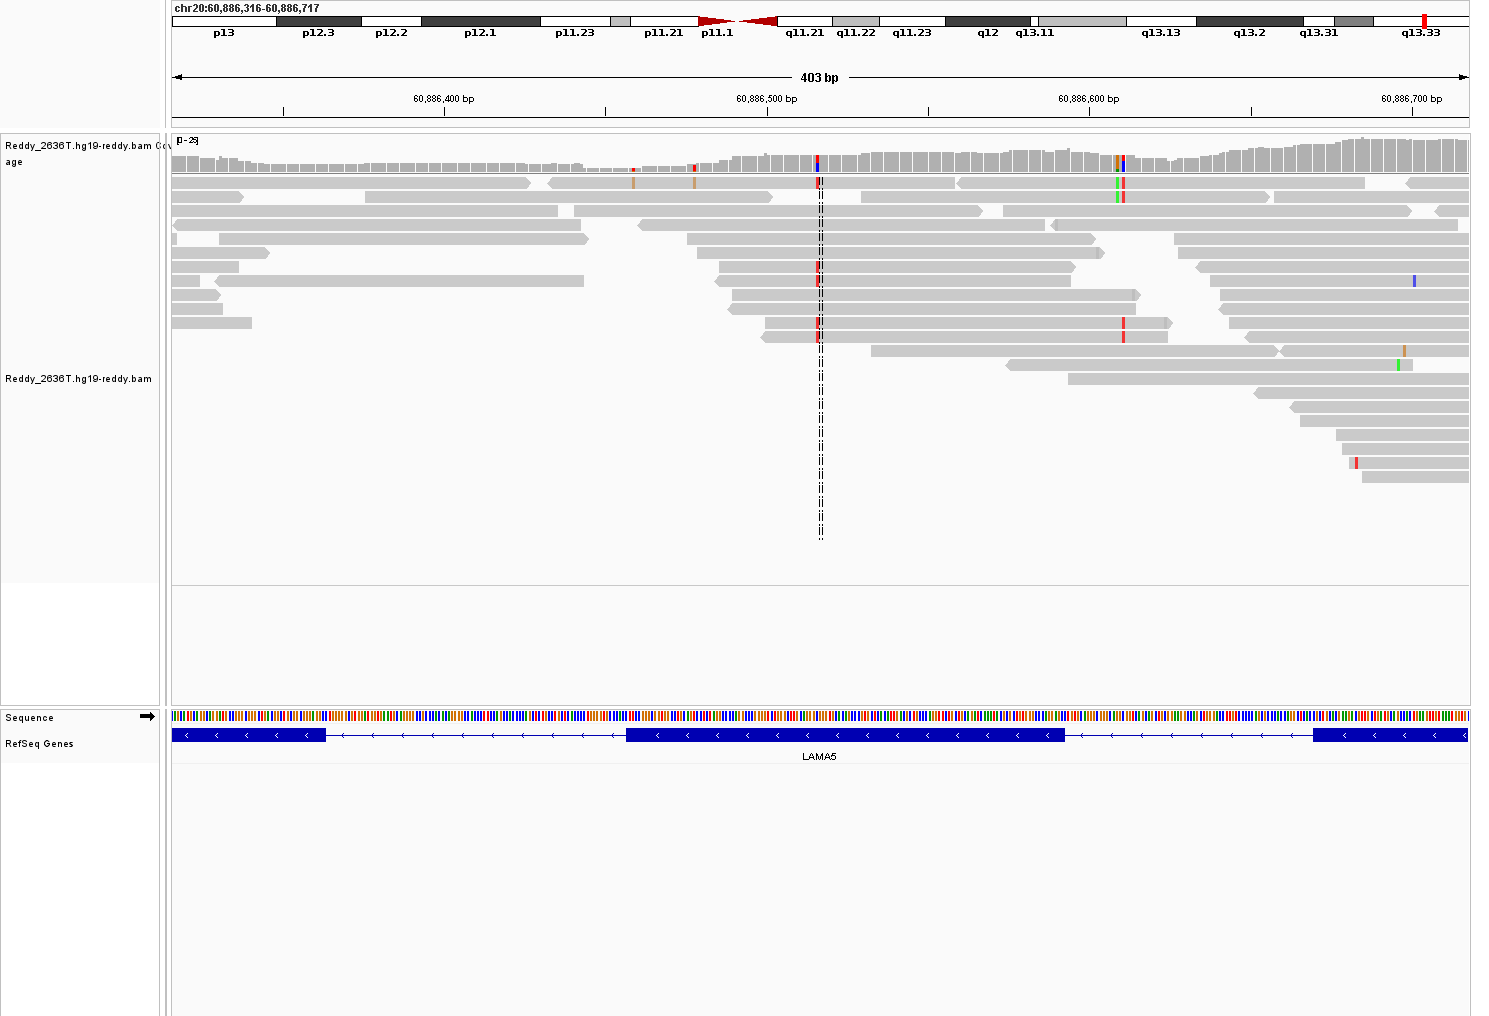 chr20:60,886,316-60,886,717
p13 p12.3 p12.2 p12.1 p11.23 p11.21 p11.1 q11.21 q11.22 q11.23 q12 q13.11 q13.13 q13.2 q13.31 q13.33
403 bp
60,886,400 bp 60,886,500 bp 60,886,600 bp 60,886,700 bp
Reddy_2636T.hg19-reddy.bam Cov
age
Reddy_2636T.hg19-reddy.bam
Sequence
RefSeq Genes
LAMA5